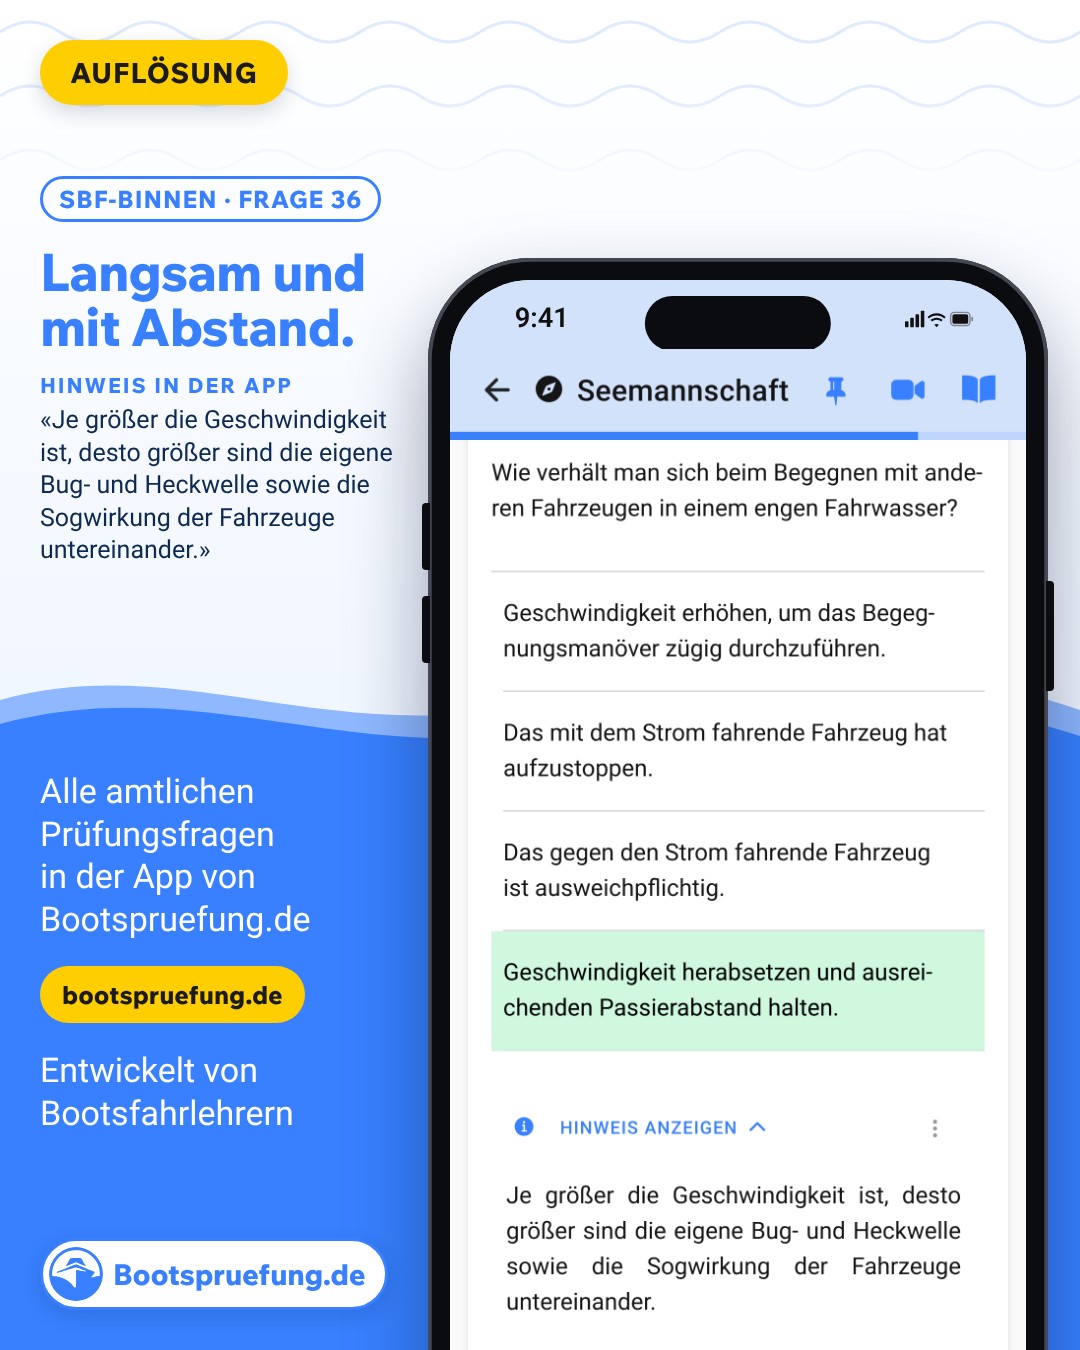 AUFLÖSUNG
SBF-BINNEN · FRAGE 36
Langsam und
mit Abstand.
HINWEIS IN DER APP
«Je größer die Geschwindigkeit
ist, desto größer sind die eigene
Bug- und Heckwelle sowie die
Sogwirkung der Fahrzeuge
untereinander.»
Alle amtlichen
Prüfungsfragen
in der App von
Bootspruefung.de
bootspruefung.de
Entwickelt von
Bootsfahrlehrern
Bootspruefung.de
9:41
Seemannschaft
Wie verhält man sich beim Begegnen mit ande-
ren Fahrzeugen in einem engen Fahrwasser?
Geschwindigkeit erhöhen, um das Begeg-
nungsmanöver zügig durchzuführen.
Das mit dem Strom fahrende Fahrzeug hat
aufzustoppen.
Das gegen den Strom fahrende Fahrzeug
ist ausweichpflichtig.
Geschwindigkeit herabsetzen und ausrei-
chenden Passierabstand halten.
HINWEIS ANZEIGEN
Je größer die Geschwindigkeit ist, desto
größer sind die eigene Bug- und Heckwelle
sowie die Sogwirkung der Fahrzeuge
untereinander.